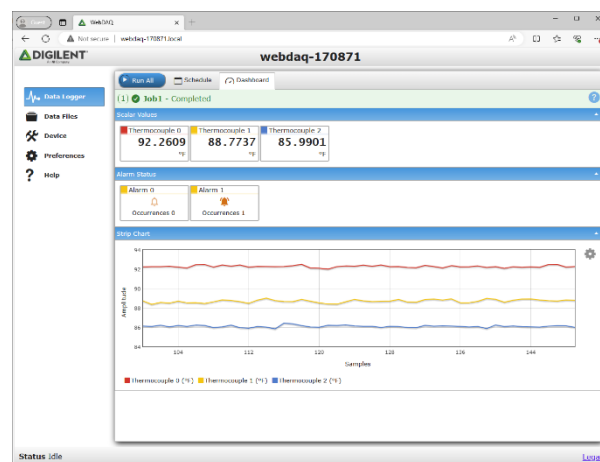 Guest
WebDAQ
Not secure | webdaq-170871.local
DIGILENT
webdaq-170871
Run All
Schedule
Dashboard
Data Logger
Data Files
Device
Preferences
Help
(1) Job1 - Completed
Scalar Values
Thermocouple 0
92.2609
°F
Thermocouple 1
88.7737
°F
Thermocouple 2
85.9901
°F
Alarm Status
Alarm 0
Occurrences 0
Alarm 1
Occurrences 1
Strip Chart
Amplitude
94
92
90
88
86
84
104
112
120
128
136
144
Samples
Thermocouple 0 (°F)
Thermocouple 1 (°F)
Thermocouple 2 (°F)
Status Idle